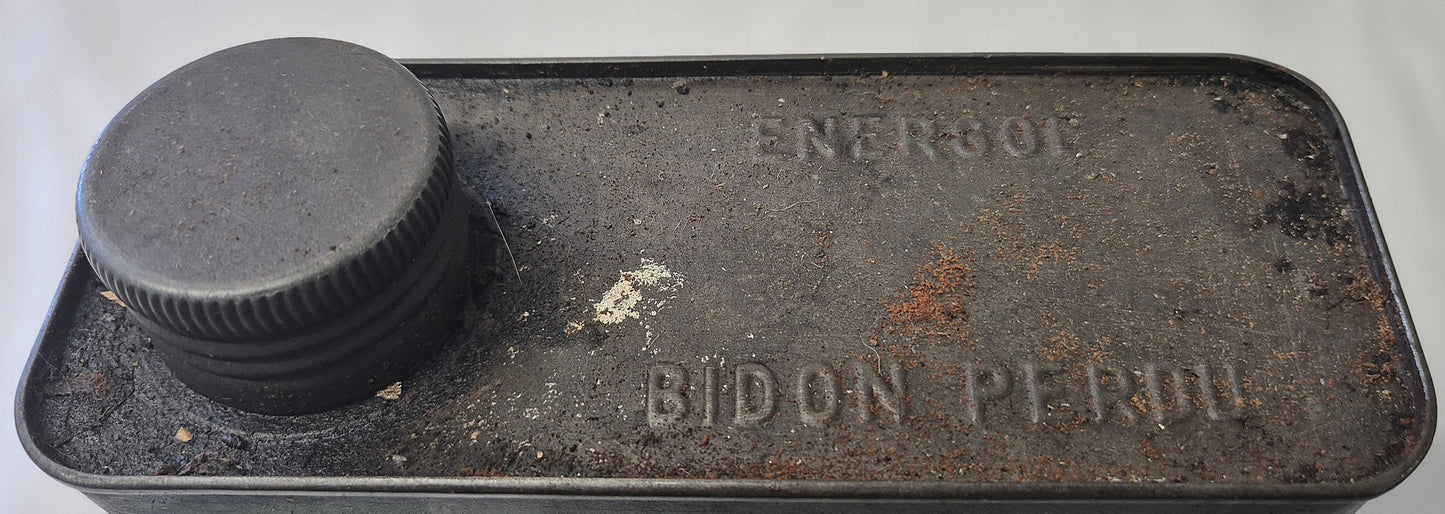 ENERGOL
BIDON PERDU